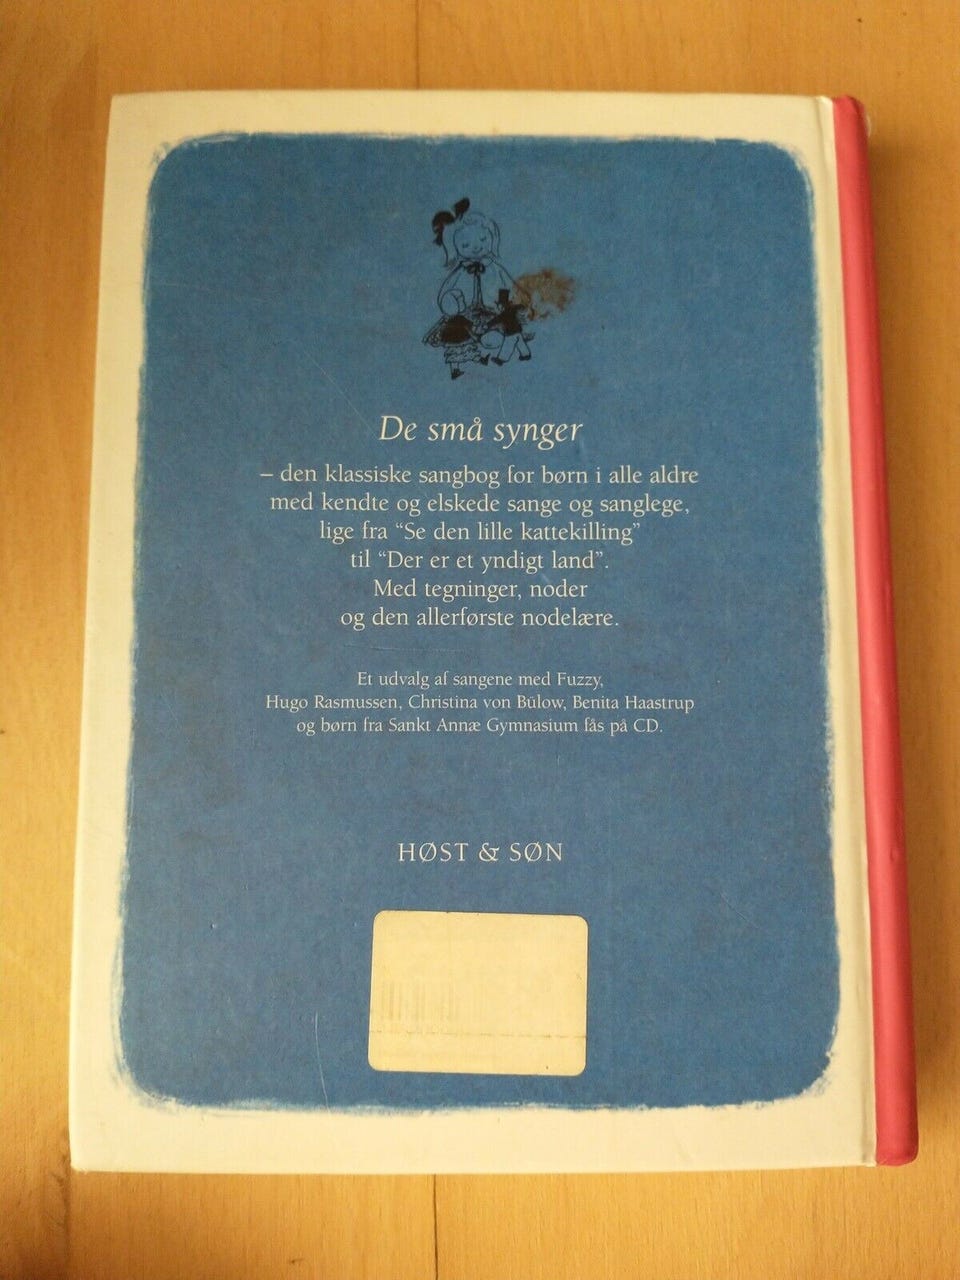 De små synger
– den klassiske sangbog for børn i alle aldre
med kendte og elskede sange og sanglege,
lige fra “Se den lille kattekilling”
til “Der er et yndigt land”.
Med tegninger, noder
og den allerførste nodelære.
Et udvalg af sangene med Fuzzy,
Hugo Rasmussen, Christina von Bülow, Benita Haastrup
og børn fra Sankt Annæ Gymnasium fås på CD.
HØST & SØN